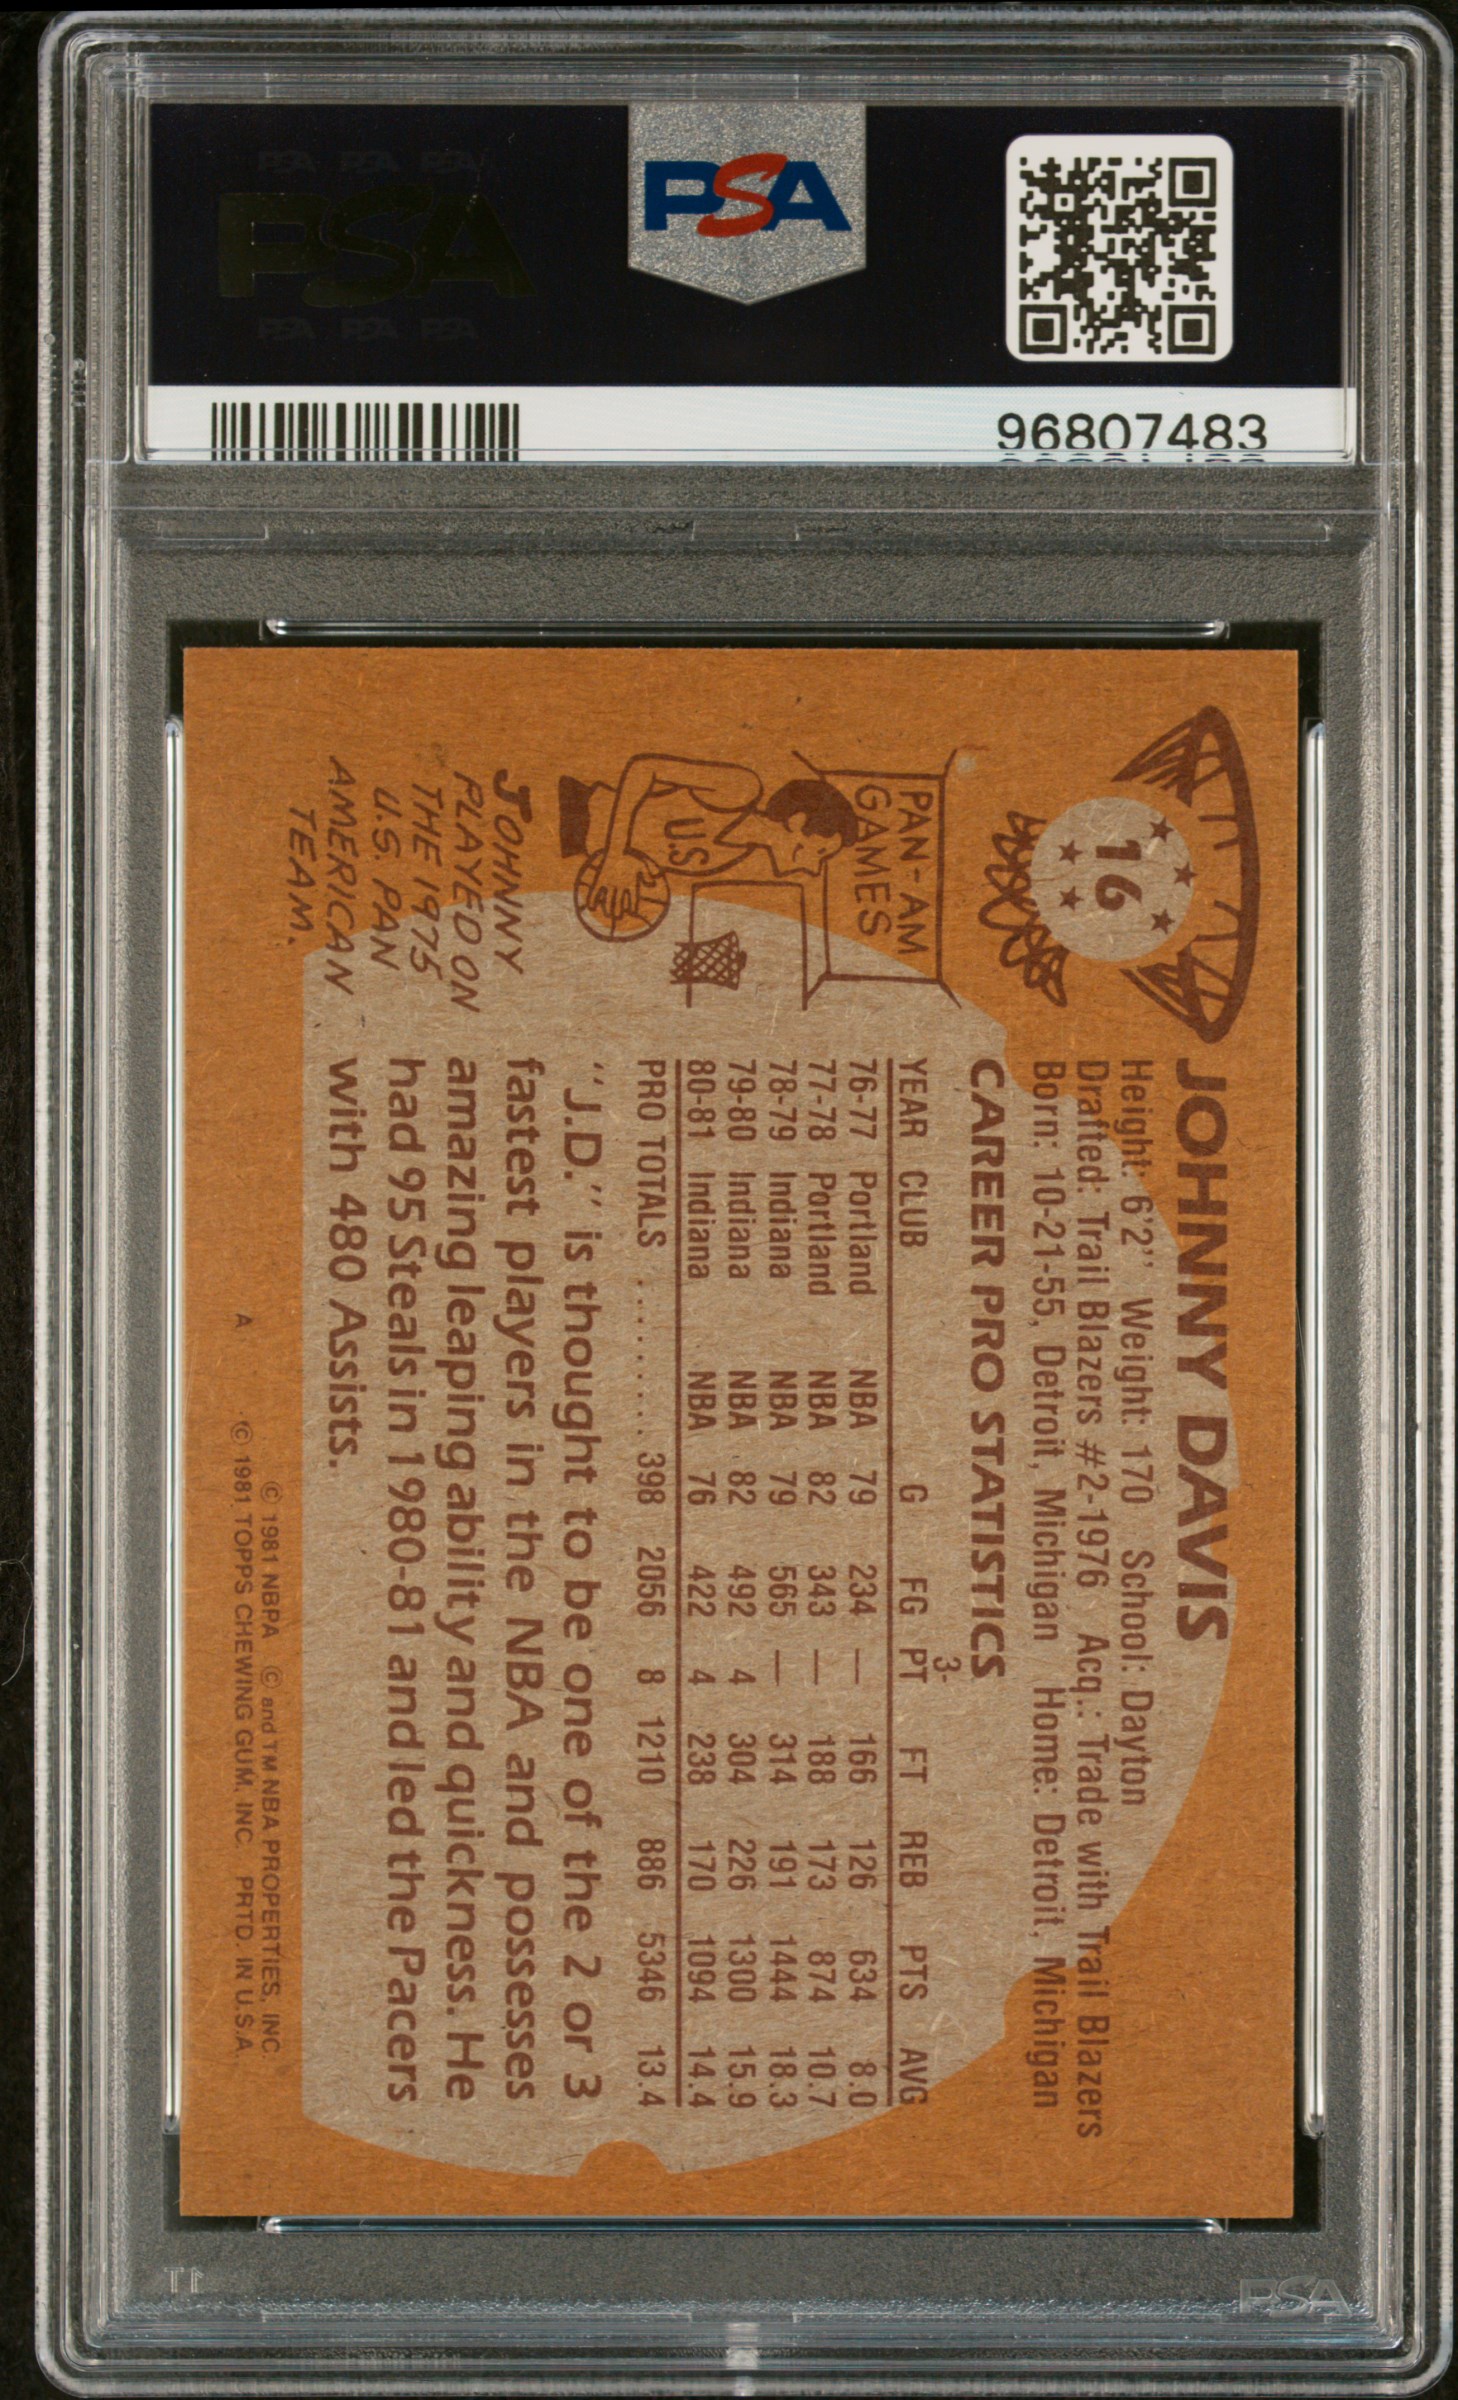 PSA
PSA PSA PSA
PSA
PSA PSA PSA
96807483
16
JOHNNY DAVIS
Height: 6'2'' Weight: 170 School: Dayton
Drafted: Trail Blazers #2-1976 Acq.: Trade with Trail Blazers
Born: 10-21-55, Detroit, Michigan Home: Detroit, Michigan
CAREER PRO STATISTICS
YEAR CLUB G FG 3-PT FT REB PTS AVG
76-77 Portland NBA 79 234 — 166 126 634 8.0
77-78 Portland NBA 82 343 — 188 173 874 10.7
78-79 Indiana NBA 79 565 — 314 191 1444 18.3
79-80 Indiana NBA 82 492 4 304 226 1300 15.9
80-81 Indiana NBA 76 422 4 238 170 1094 14.4
PRO TOTALS ......... 398 2056 8 1210 886 5346 13.4
"J.D." is thought to be one of the 2 or 3
fastest players in the NBA and possesses
amazing leaping ability and quickness. He
had 95 Steals in 1980-81 and led the Pacers
with 480 Assists.
PAN-AM
GAMES
U.S
JOHNNY
PLAYED ON
THE 1975
U.S. PAN
AMERICAN
TEAM.
© 1981 NBPA © and TM NBA PROPERTIES, INC.
A © 1981 TOPPS CHEWING GUM, INC. PRTD. IN U.S.A.
PSA